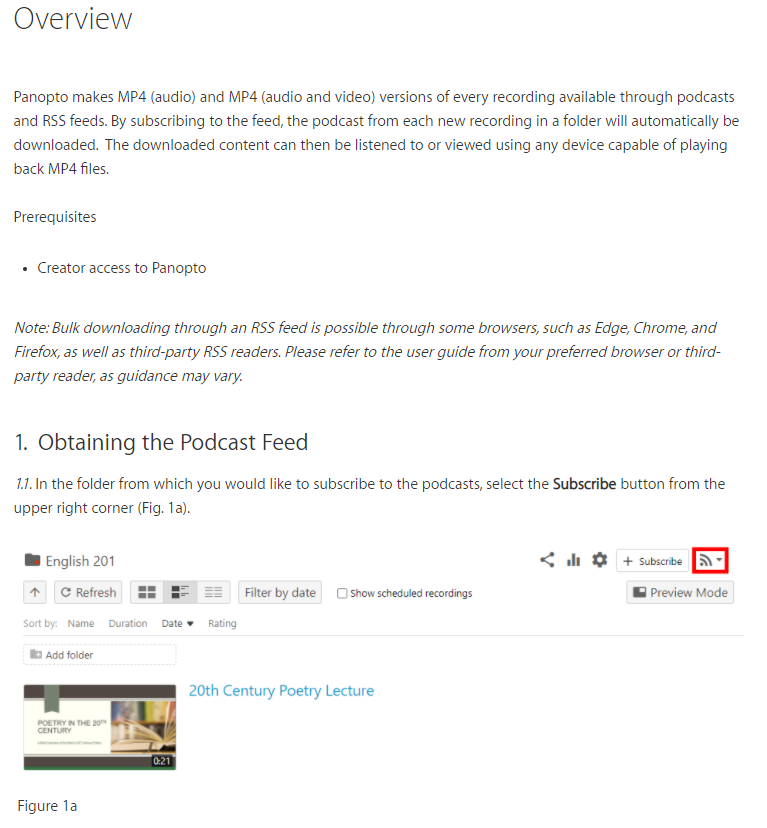 Overview
Panopto makes MP4 (audio) and MP4 (audio and video) versions of every recording available through podcasts
and RSS feeds. By subscribing to the feed, the podcast from each new recording in a folder will automatically be
downloaded.  The downloaded content can then be listened to or viewed using any device capable of playing
back MP4 files.
Prerequisites
• Creator access to Panopto
Note: Bulk downloading through an RSS feed is possible through some browsers, such as Edge, Chrome, and
Firefox, as well as third-party RSS readers. Please refer to the user guide from your preferred browser or third-
party reader, as guidance may vary.
1.  Obtaining the Podcast Feed
1.1. In the folder from which you would like to subscribe to the podcasts, select the Subscribe button from the
upper right corner (Fig. 1a).
English 201 + Subscribe
Refresh Filter by date Show scheduled recordings Preview Mode
Sort by: Name Duration Date Rating
Add folder
20th Century Poetry Lecture
POETRY IN THE 20TH
CENTURY
0:21
Figure 1a